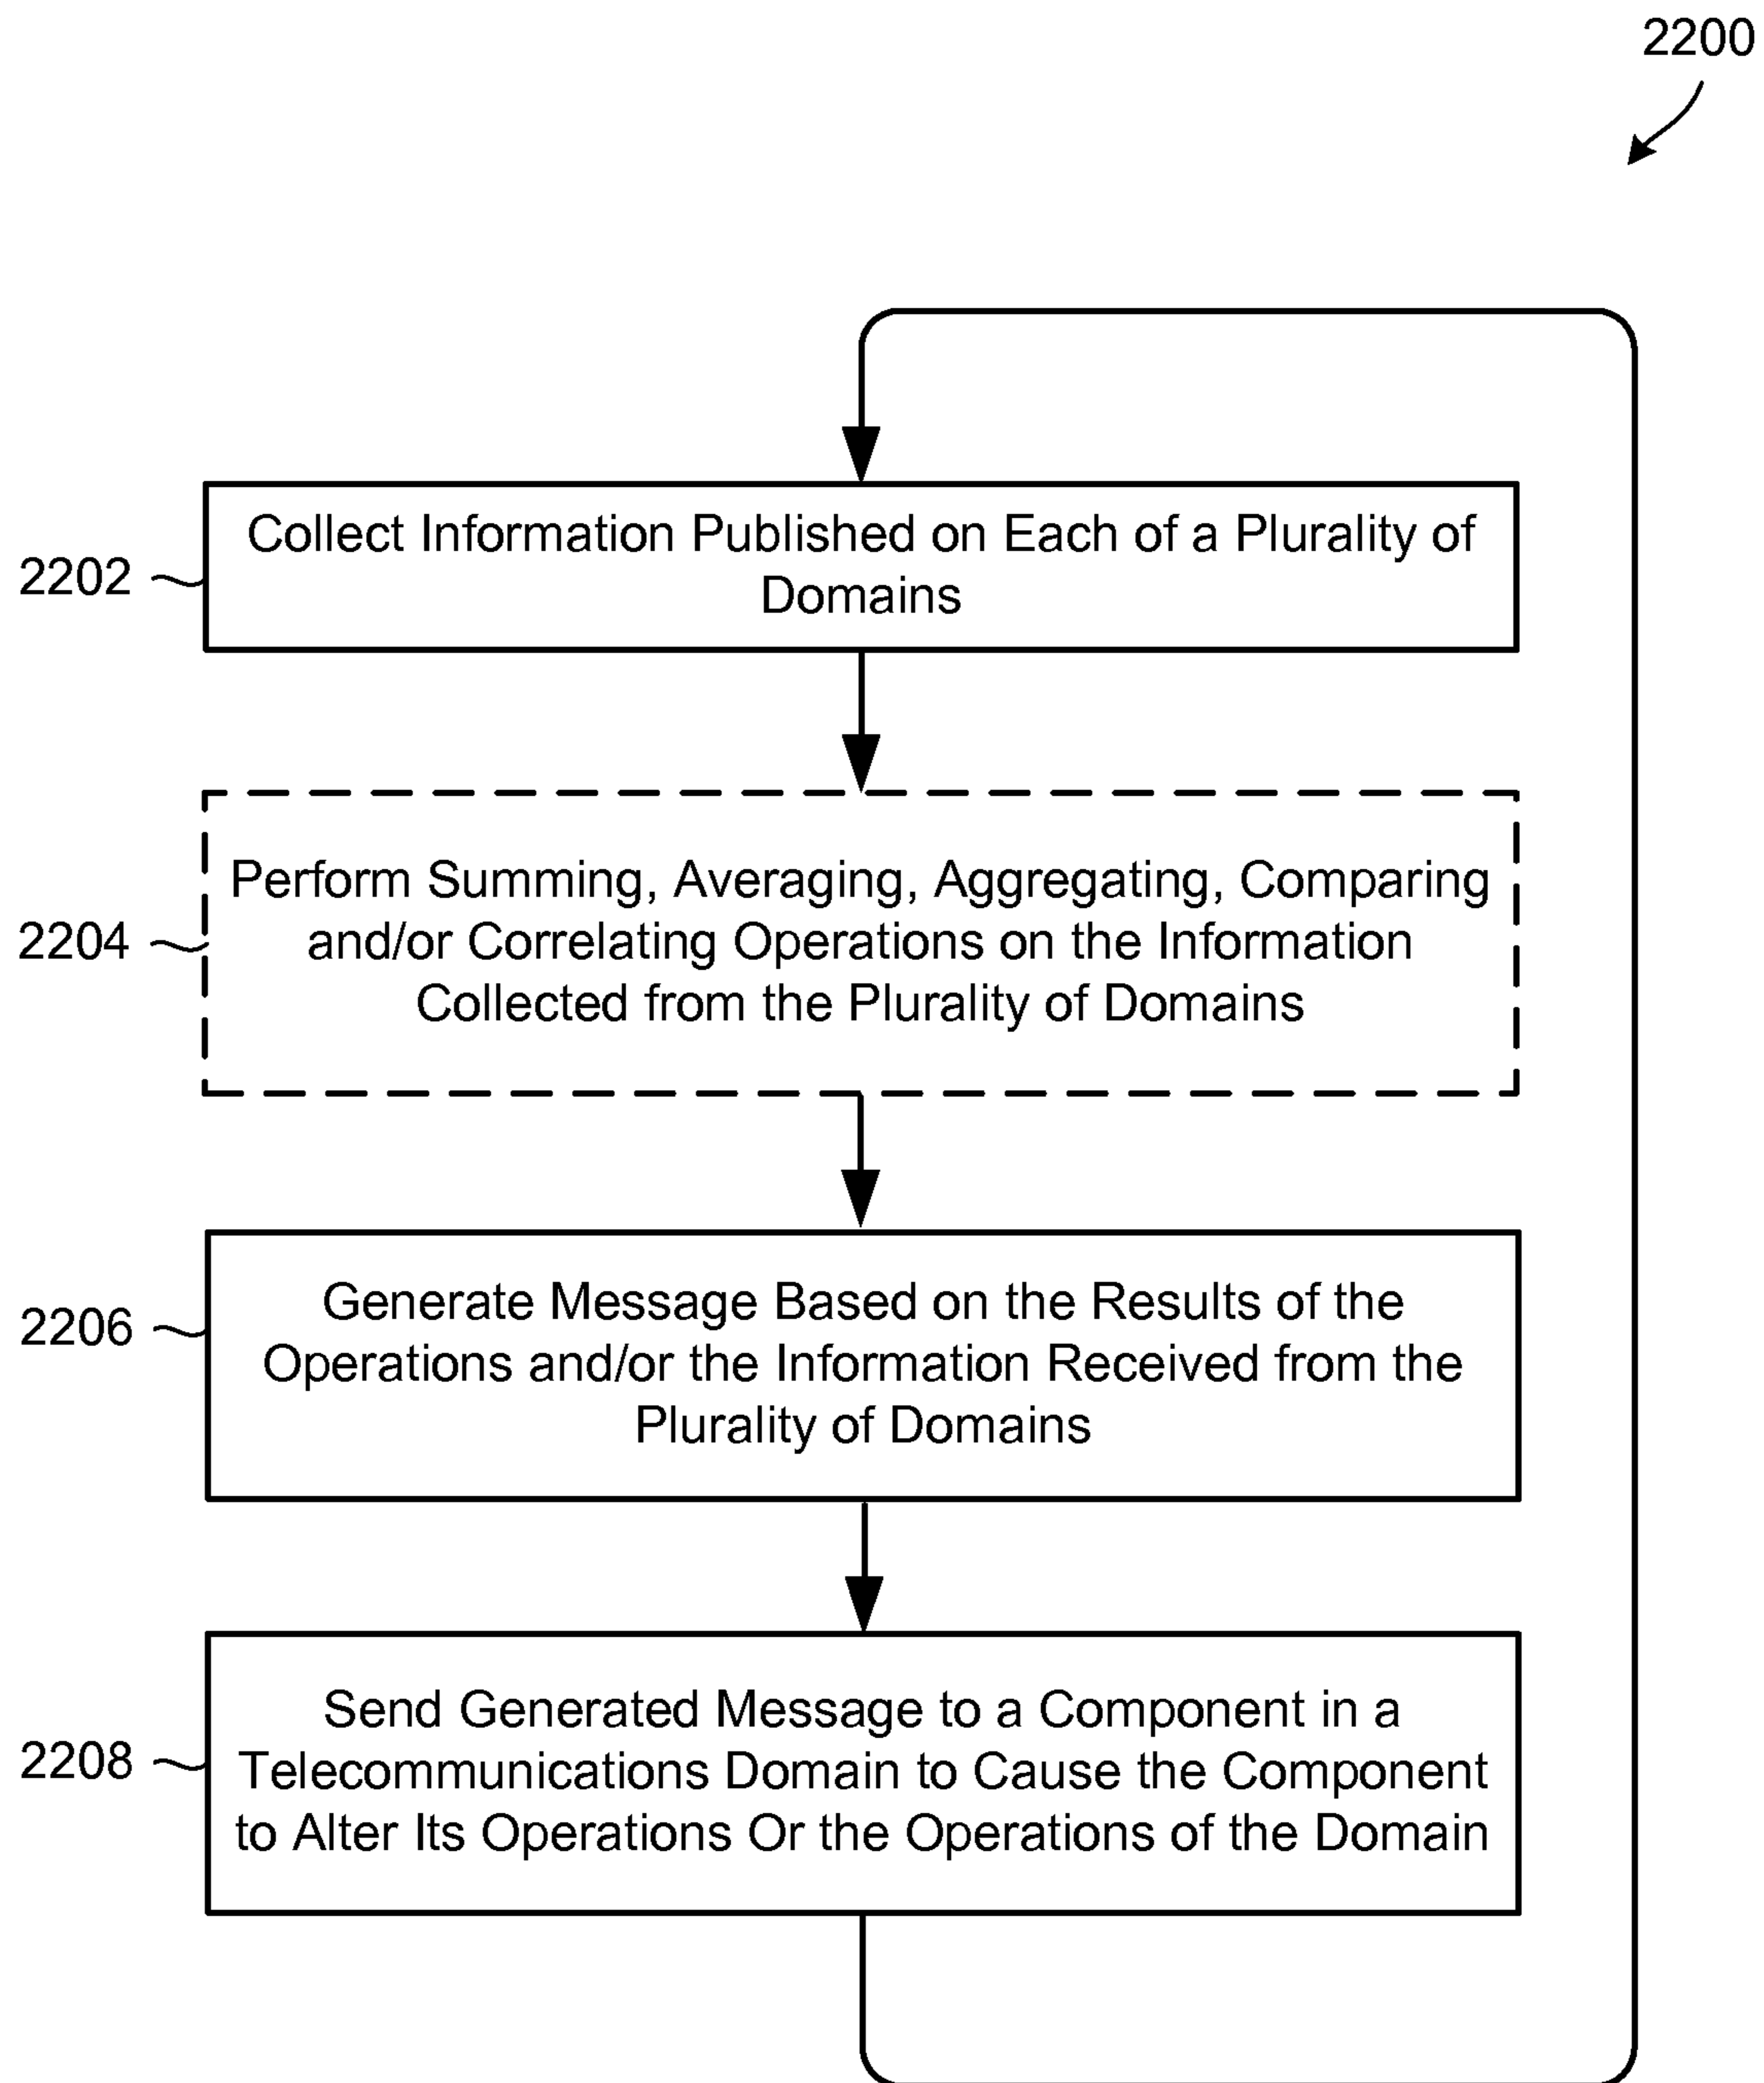 2200
2202
Collect Information Published on Each of a Plurality of
Domains
2204
Perform Summing, Averaging, Aggregating, Comparing
and/or Correlating Operations on the Information
Collected from the Plurality of Domains
2206
Generate Message Based on the Results of the
Operations and/or the Information Received from the
Plurality of Domains
2208
Send Generated Message to a Component in a
Telecommunications Domain to Cause the Component
to Alter Its Operations Or the Operations of the Domain